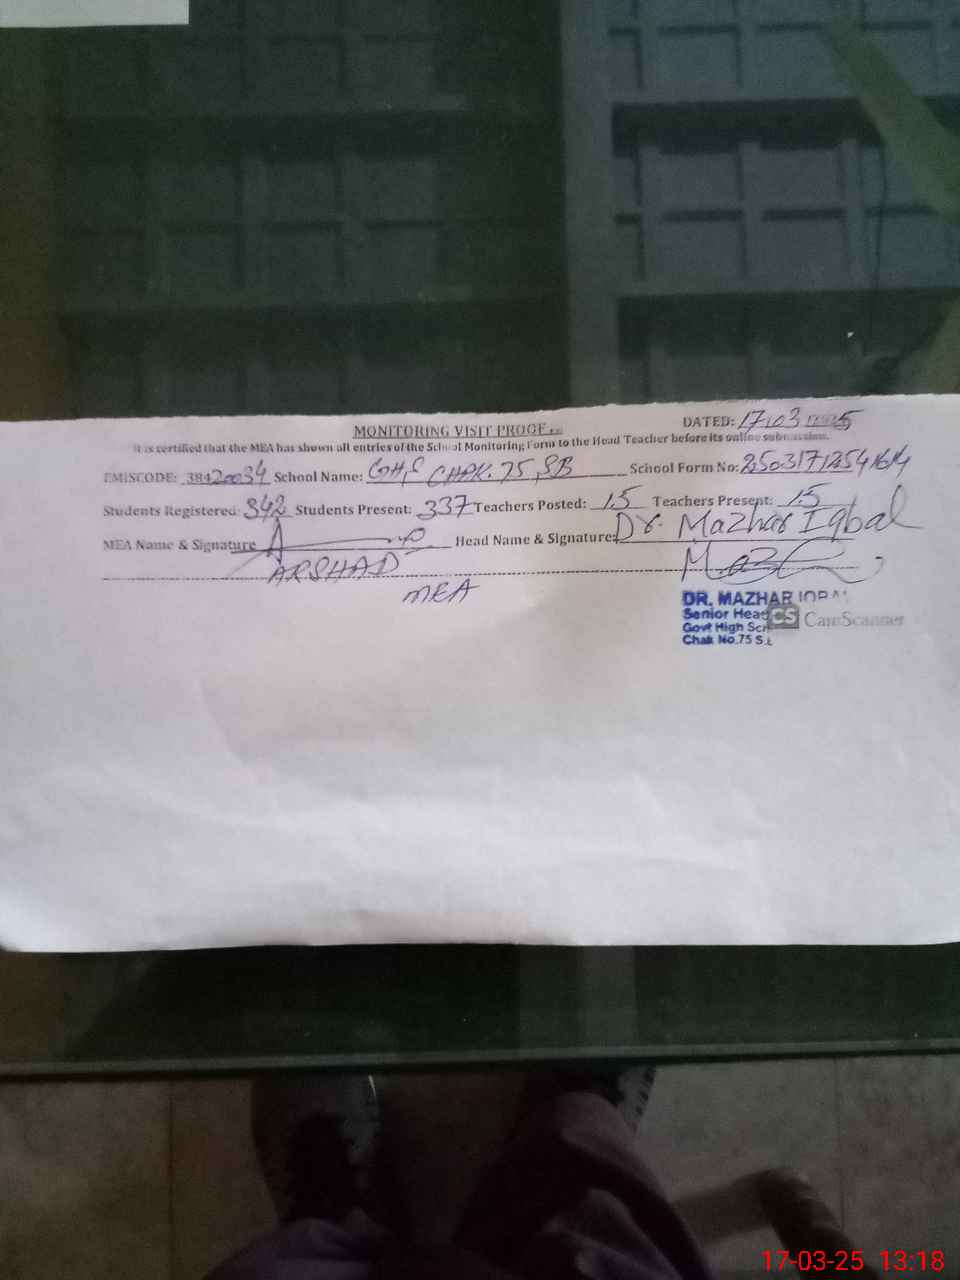 DATED: 17-03-2025
MONITORING VISIT PROOF
It is certified that the MEA has shown all entries of the School Monitoring Form to the Head Teacher before its online submission.
EMISCODE: 38420034 School Name: GHS CHAK. 75, SB School Form No:
Students Registered: 342 Students Present: 337 Teachers Posted: 15 Teachers Present: 15
MEA Name & Signature Head Name & Signature: Dr. Mazhar Iqbal
ARSHAD
MEA
DR. MAZHAR IQBAL
Senior Head
Govt High Sch
Chak No.75 S.B
CS CamScanner
17-03-25 13:18